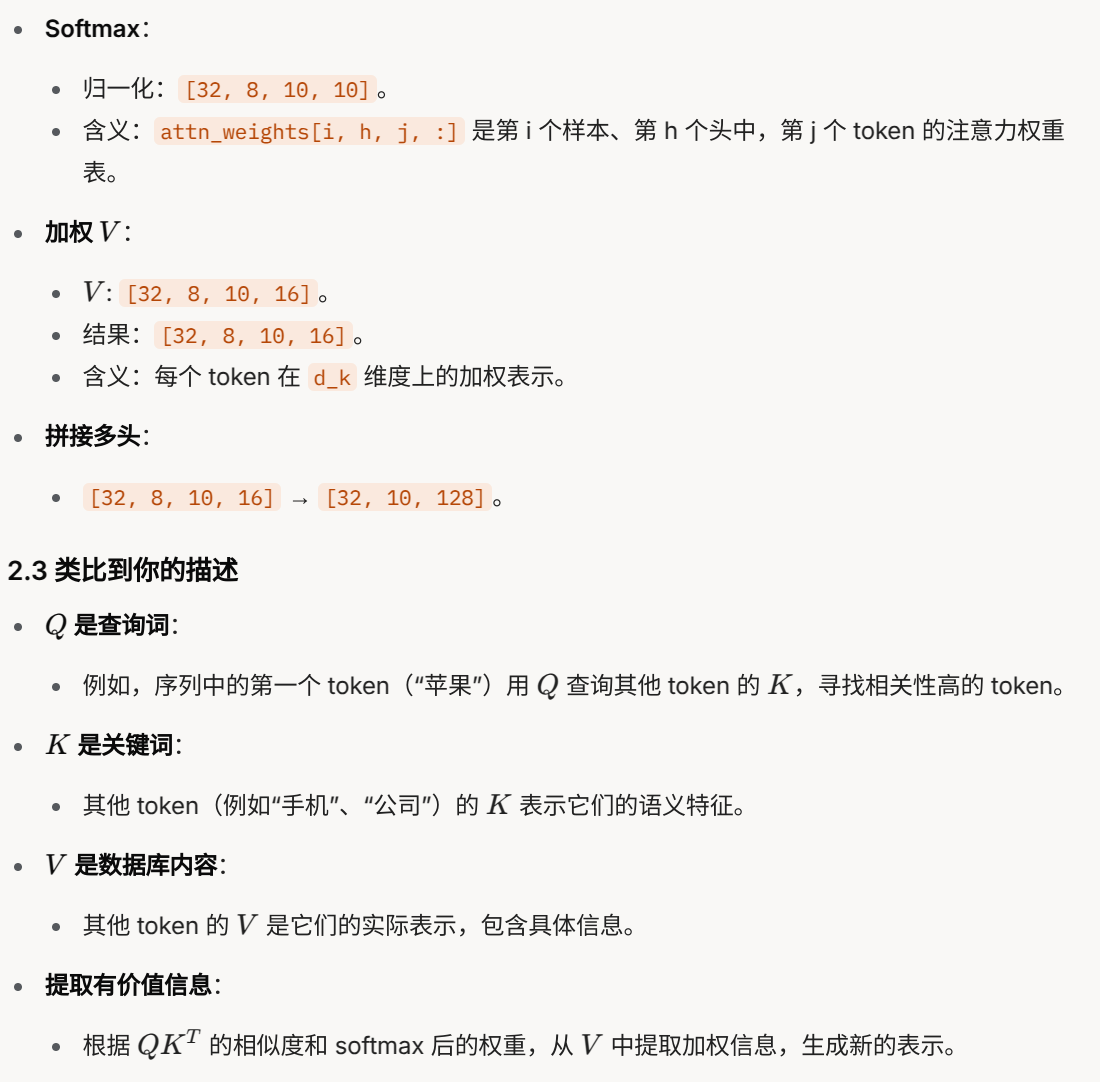 Softmax：
归一化：[32, 8, 10, 10]。
含义：attn_weights[i, h, j, :] 是第 i 个样本、第 h 个头中，第 j 个 token 的注意力权重
表。
加权 V：
V: [32, 8, 10, 16]。
结果：[32, 8, 10, 16]。
含义：每个 token 在 d_k 维度上的加权表示。
拼接多头：
[32, 8, 10, 16] → [32, 10, 128]。
2.3 类比到你的描述
Q 是查询词：
例如，序列中的第一个 token（“苹果”）用 Q 查询其他 token 的 K，寻找相关性高的 token。
K 是关键词：
其他 token（例如“手机”、“公司”）的 K 表示它们的语义特征。
V 是数据库内容：
其他 token 的 V 是它们的实际表示，包含具体信息。
提取有价值信息：
根据 QK^T 的相似度和 softmax 后的权重，从 V 中提取加权信息，生成新的表示。